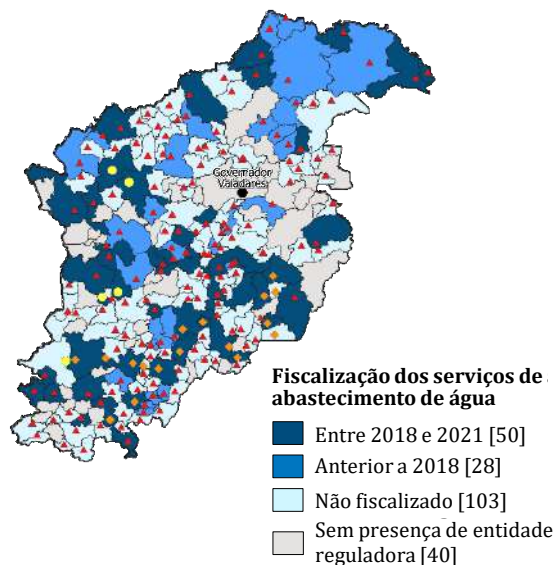 Governador
Valadares
Fiscalização dos serviços de
abastecimento de água
Entre 2018 e 2021 [50]
Anterior a 2018 [28]
Não fiscalizado [103]
Sem presença de entidade
reguladora [40]